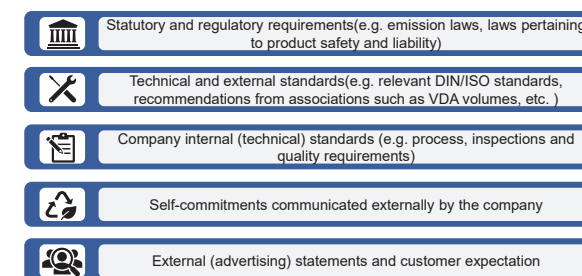 Statutory and regulatory requirements(e.g. emission laws, laws pertaining
to product safety and liability)
Technical and external standards(e.g. relevant DIN/ISO standards,
recommendations from associations such as VDA volumes, etc. )
Company internal (technical) standards (e.g. process, inspections and
quality requirements)
Self-commitments communicated externally by the company
External (advertising) statements and customer expectation